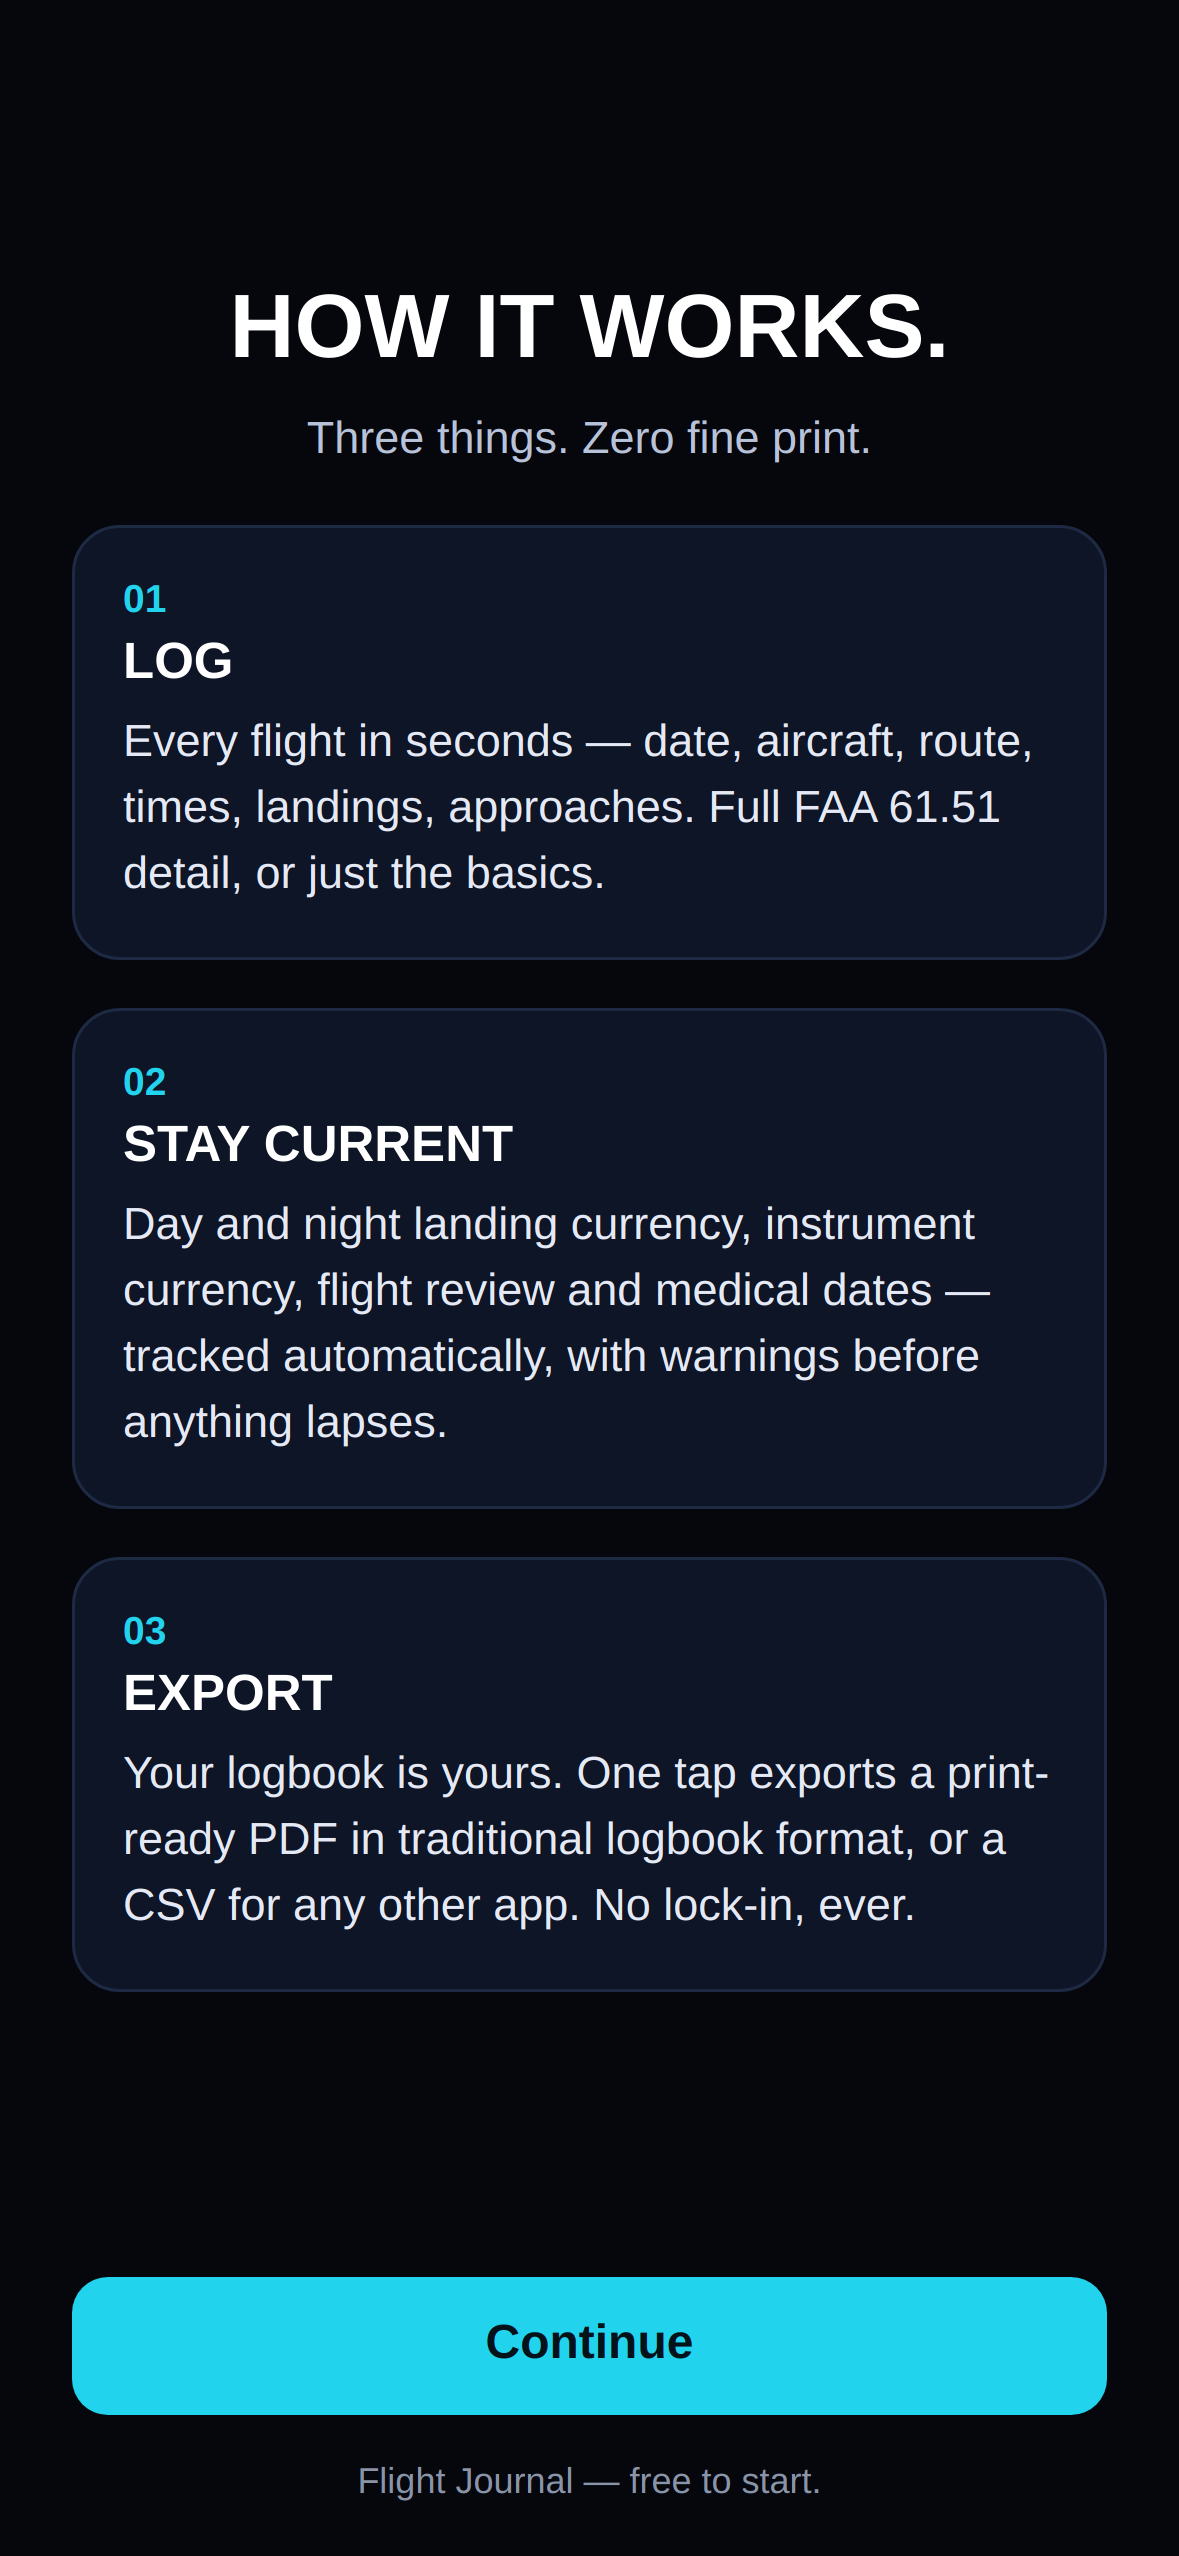 HOW IT WORKS.
Three things. Zero fine print.
01
LOG
Every flight in seconds — date, aircraft, route,
times, landings, approaches. Full FAA 61.51
detail, or just the basics.
02
STAY CURRENT
Day and night landing currency, instrument
currency, flight review and medical dates —
tracked automatically, with warnings before
anything lapses.
03
EXPORT
Your logbook is yours. One tap exports a print-
ready PDF in traditional logbook format, or a
CSV for any other app. No lock-in, ever.
Continue
Flight Journal — free to start.